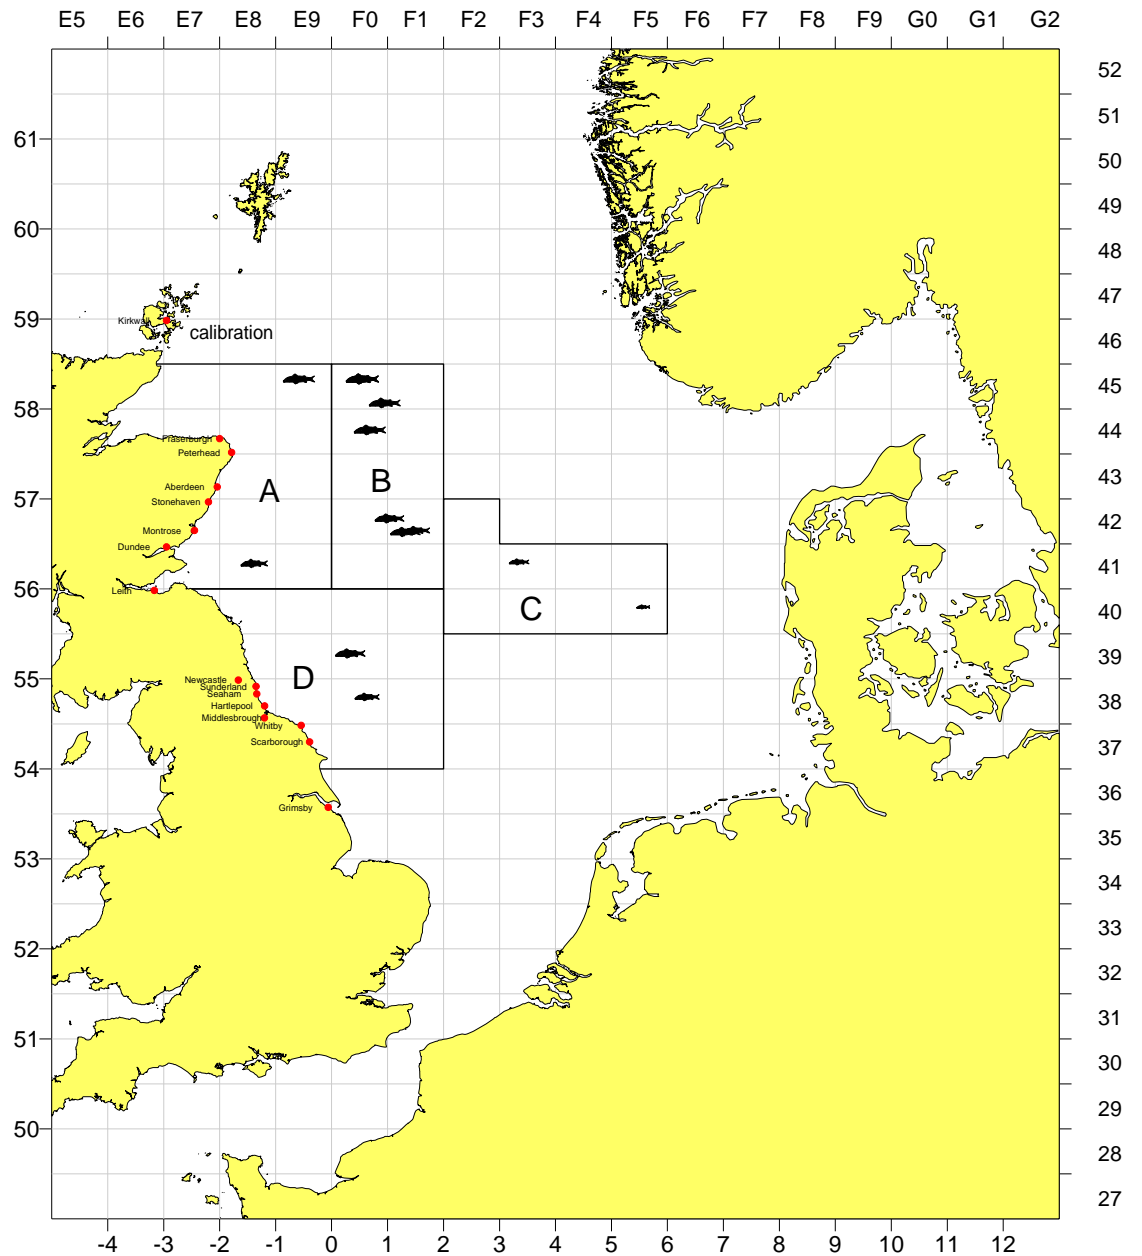 E5 E6 E7 E8 E9 F0 F1 F2 F3 F4 F5 F6 F7 F8 F9 G0 G1 G2
52
51
61
50
49
60
48
47
59
Kirkwall
calibration
46
45
58
44
Fraserburgh
Peterhead
B
43
A
Aberdeen
57
Stonehaven
42
Montrose
Dundee
41
56
Leith
C
40
39
55
D
Newcastle
Sunderland
Seaham
38
Hartlepool
Middlesbrough
Whitby
Scarborough
37
54
36
Grimsby
35
53
34
33
52
32
31
51
30
29
50
28
27
-4 -3 -2 -1 0 1 2 3 4 5 6 7 8 9 10 11 12